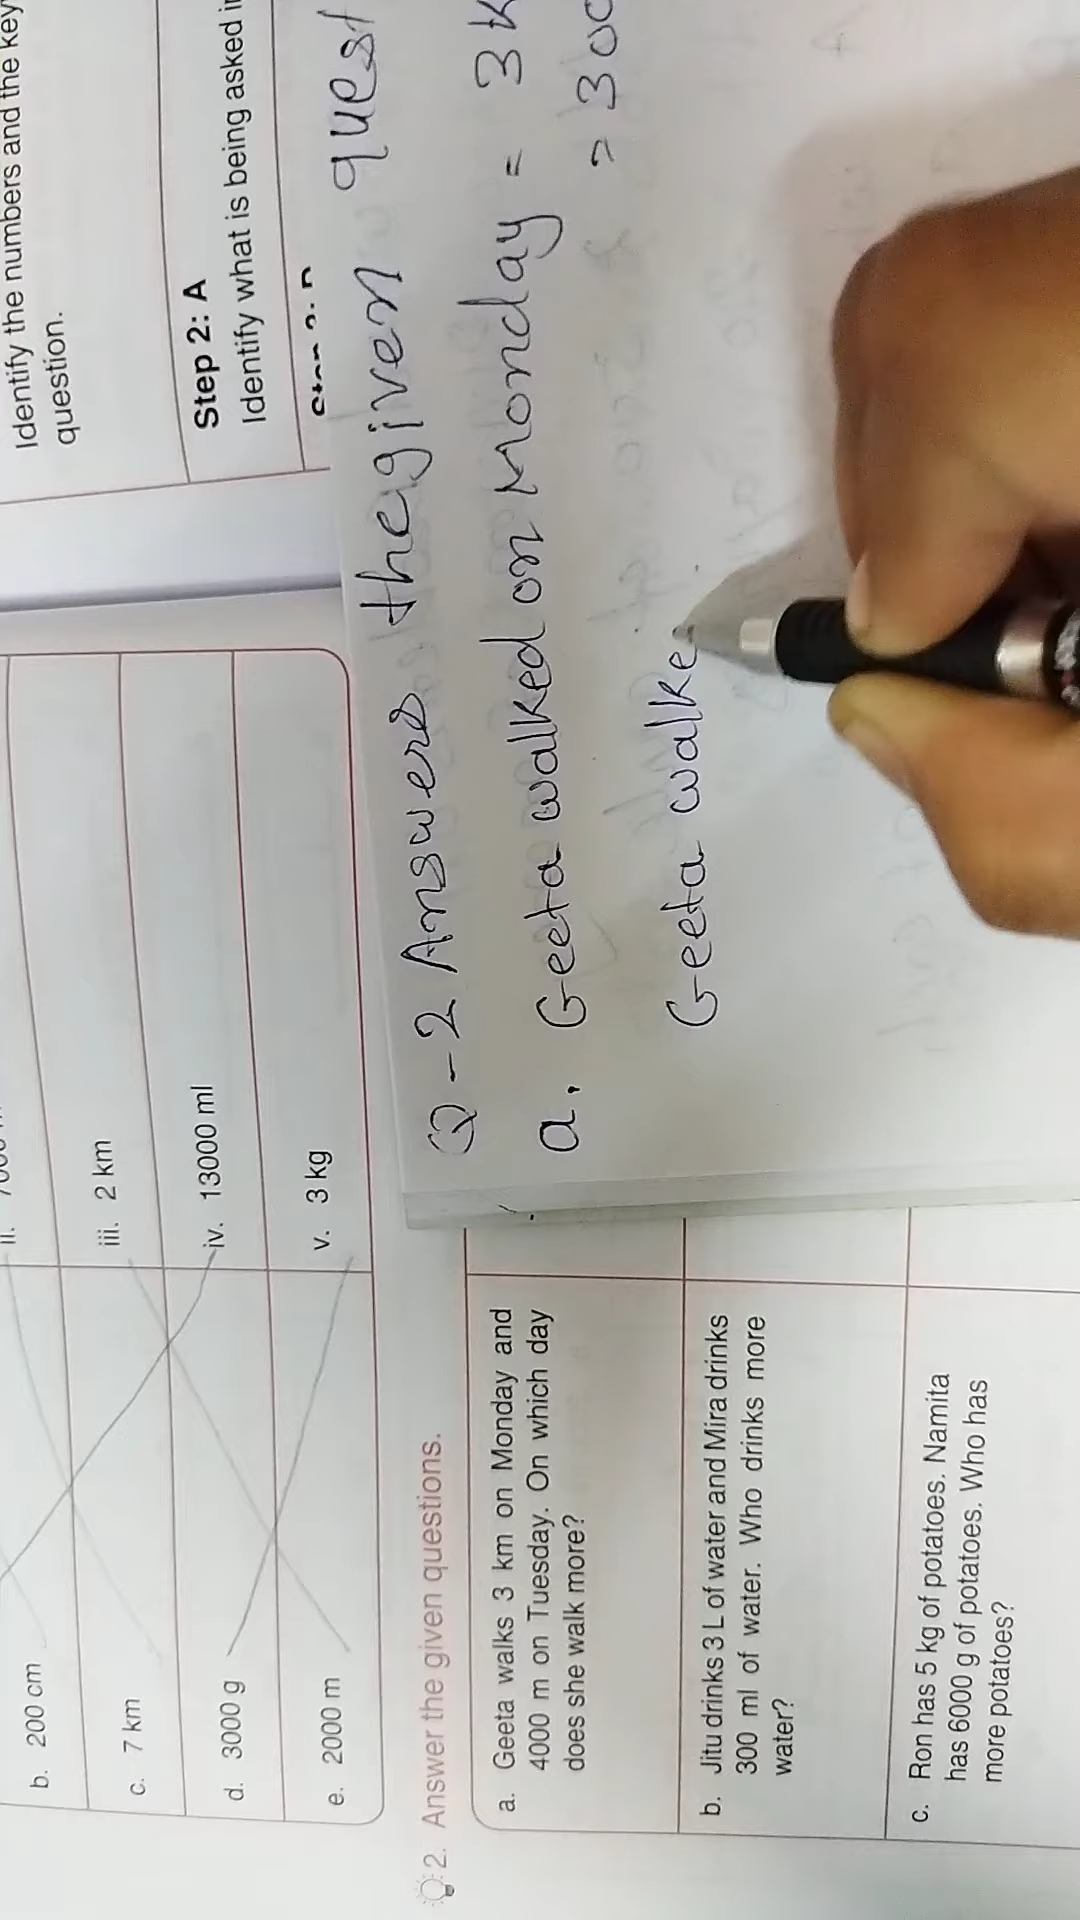 Identify the numbers and the key
question.
Step 2: A
Identify what is being asked
iii. 2 km
iv. 13000 ml
v. 3 kg
b. 200 cm
c. 7 km
d. 3000 g
e. 2000 m
2. Answer the given questions.
a. Geeta walks 3 km on Monday and
4000 m on Tuesday. On which day
does she walk more?
b. Jitu drinks 3 L of water and Mira drinks
300 ml of water. Who drinks more
water?
c. Ron has 5 kg of potatoes. Namita
has 6000 g of potatoes. Who has
more potatoes?
Q-2 Answers the given quest
a. Geeta walked on Monday = 3 k
= 300
Geeta walke